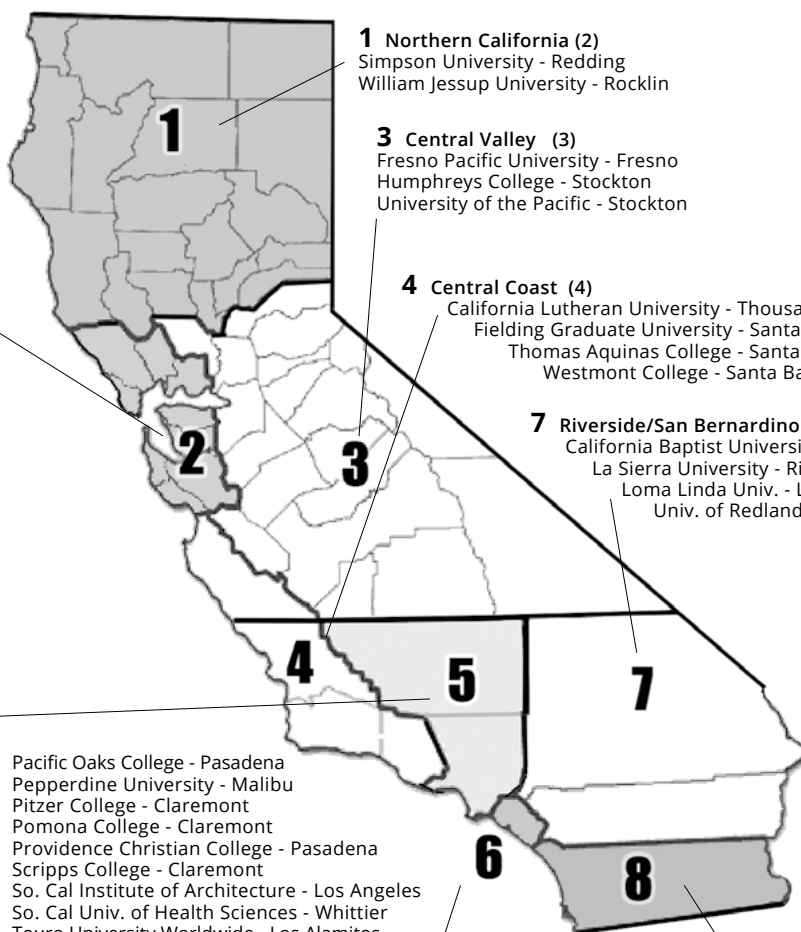 1 Northern California (2)
Simpson University - Redding
William Jessup University - Rocklin
3 Central Valley (3)
Fresno Pacific University - Fresno
Humphreys College - Stockton
University of the Pacific - Stockton
4 Central Coast (4)
California Lutheran University -
Fielding Graduate University - Santa
Thomas Aquinas College - Santa
Westmont College - Santa
7 Riverside/San Bernardino
California Baptist
La Sierra University -
Loma Linda Univ. -
Univ. of
1
2
3
4
5
7
6
8
Pacific Oaks College - Pasadena
Pepperdine University - Malibu
Pitzer College - Claremont
Pomona College - Claremont
Providence Christian College - Pasadena
Scripps College - Claremont
So. Cal Institute of Architecture - Los Angeles
So. Cal Univ. of Health Sciences - Whittier
Touro University Worldwide - Los Alamitos